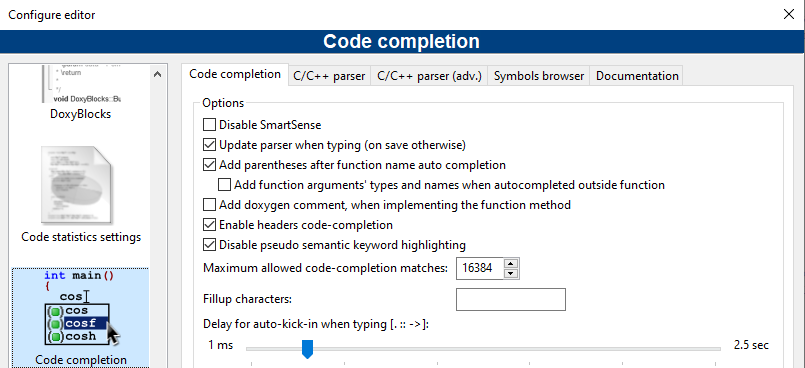 Configure editor
Code completion
* \return
*
*/
void DoxyBlocks::Bu
DoxyBlocks
Code statistics settings
int main()
{
cos
cos
cosf
cosh
Code completion
Code completion
C/C++ parser
C/C++ parser (adv.)
Symbols browser
Documentation
Options
Disable SmartSense
Update parser when typing (on save otherwise)
Add parentheses after function name auto completion
Add function arguments' types and names when autocompleted outside function
Add doxygen comment, when implementing the function method
Enable headers code-completion
Disable pseudo semantic keyword highlighting
Maximum allowed code-completion matches: 16384
Fillup characters:
Delay for auto-kick-in when typing [. :: ->]:
1 ms 2.5 sec